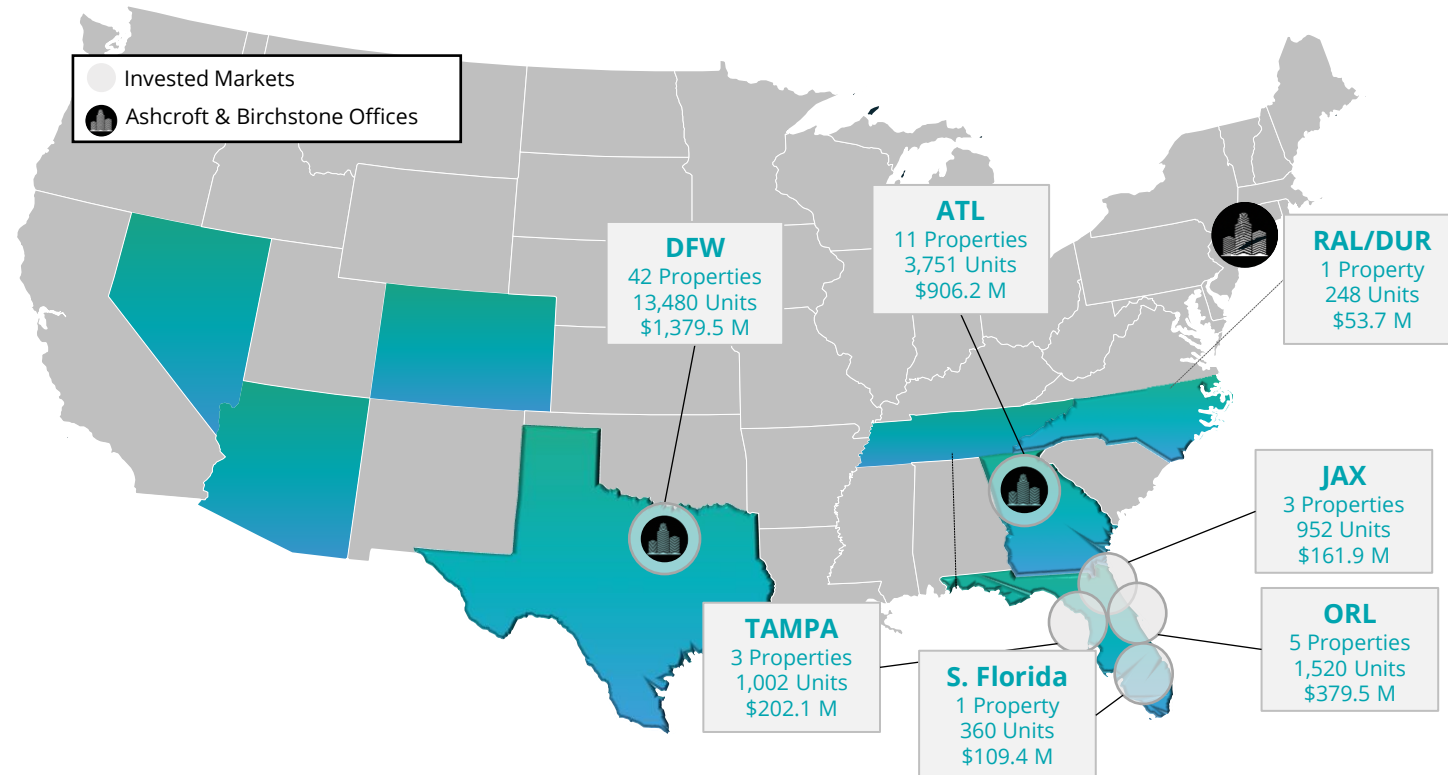 Invested Markets
Ashcroft & Birchstone Offices
ATL
11 Properties
3,751 Units
$906.2 M
DFW
42 Properties
13,480 Units
$1,379.5 M
RAL/DUR
1 Property
248 Units
$53.7 M
JAX
3 Properties
952 Units
$161.9 M
TAMPA
3 Properties
1,002 Units
$202.1 M
ORL
5 Properties
1,520 Units
$379.5 M
S. Florida
1 Property
360 Units
$109.4 M